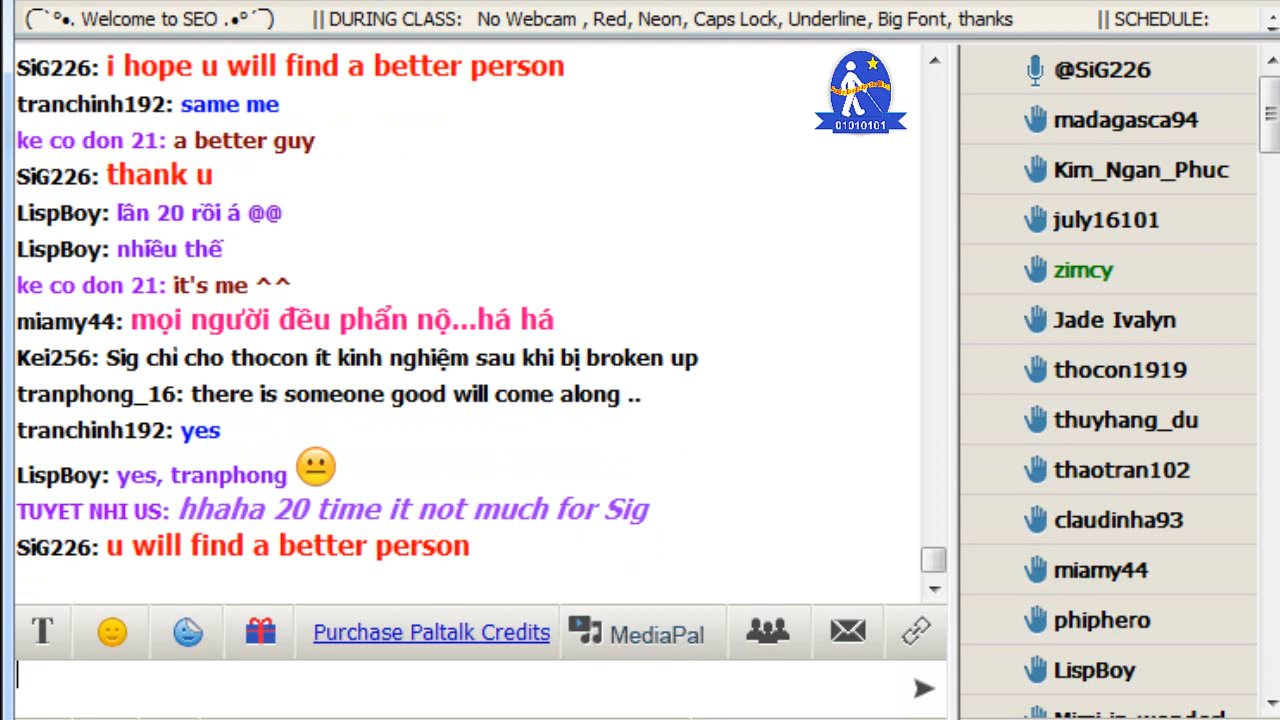 (¯`°•. Welcome to SEO .•°´¯) || DURING CLASS: No Webcam , Red, Neon, Caps Lock, Underline, Big Font, thanks || SCHEDULE:
SiG226: i hope u will find a better person
tranchinh192: same me
ke co don 21: a better guy
SiG226: thank u
LispBoy: lần 20 rồi á @@
LispBoy: nhiều thế
ke co don 21: it's me ^^
miamy44: mọi người đều phẩn nộ...há há
Kei256: Sig chỉ cho thocon ít kinh nghiệm sau khi bị broken up
tranphong_16: there is someone good will come along ..
tranchinh192: yes
LispBoy: yes, tranphong
TUYET NHI US: hhaha 20 time it not much for Sig
SiG226: u will find a better person
01010101
T Purchase Paltalk Credits MediaPal
@SiG226
madagasca94
Kim_Ngan_Phuc
july16101
zimcy
Jade Ivalyn
thocon1919
thuyhang_du
thaotran102
claudinha93
miamy44
phiphero
LispBoy